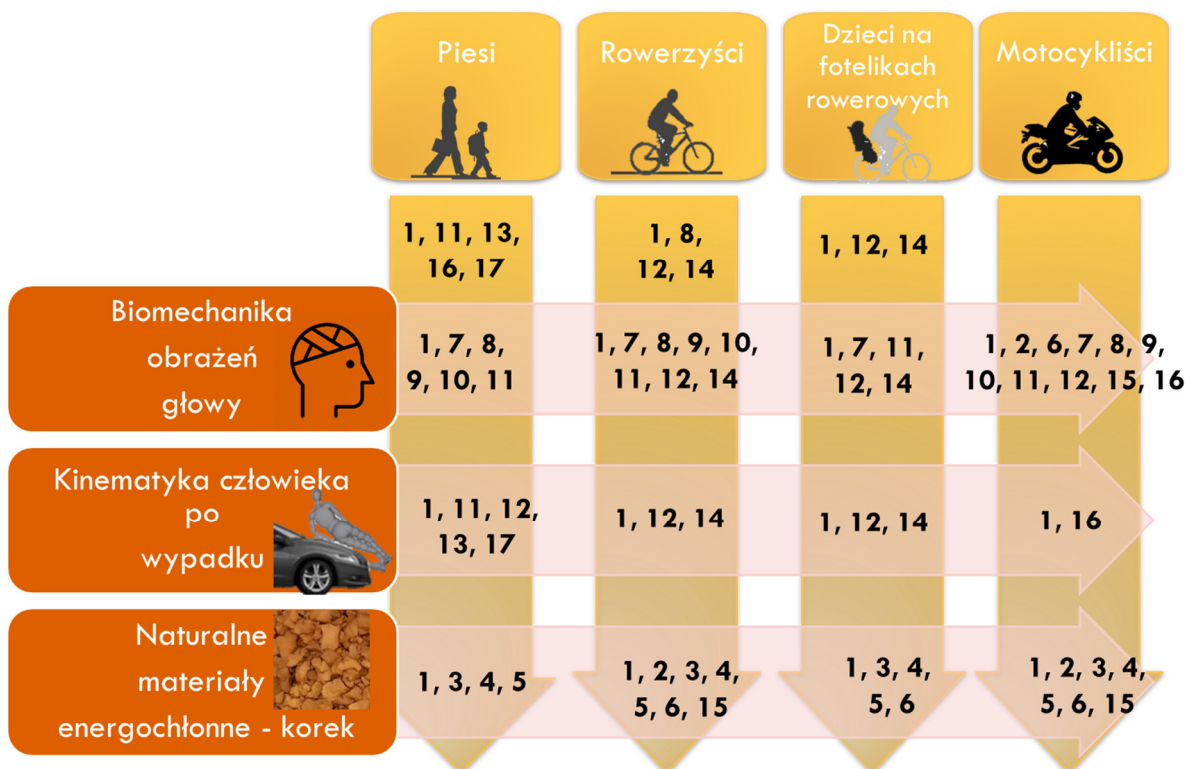 Piesi
Rowerzyści
Dzieci na
fotelikach
rowerowych
Motocykliści
1, 11, 13,
16, 17
1, 8,
12, 14
1, 12, 14
Biomechanika
obrażeń
głowy
1, 7, 8,
9, 10, 11
1, 7, 8, 9, 10,
11, 12, 14
1, 7, 11,
12, 14
1, 2, 6, 7, 8, 9,
10, 11, 12, 15, 16
Kinematyka człowieka
po
wypadku
1, 11, 12,
13, 17
1, 12, 14
1, 12, 14
1, 16
Naturalne
materiały
energochłonne - korek
1, 3, 4, 5
1, 2, 3, 4,
5, 6, 15
1, 3, 4,
5, 6
1, 2, 3, 4,
5, 6, 15